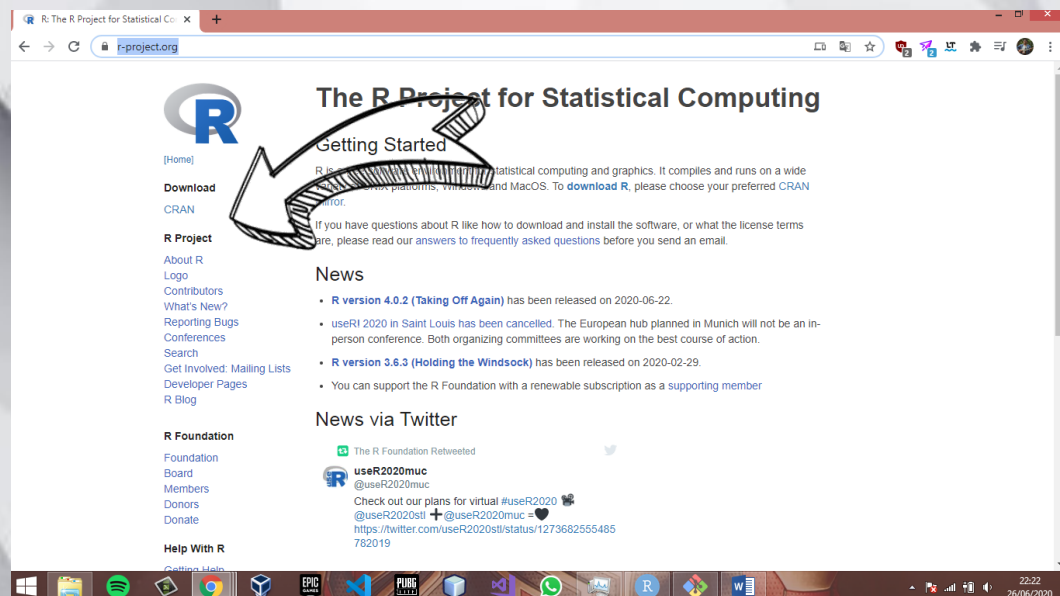 R: The R Project for Statistical Co
r-project.org
2
2
LT
R
The R Project for Statistical Computing
[Home]
Getting Started
R is a environment statistical computing and graphics. It compiles and runs on a wide
platforms, Windows and MacOS. To download R, please choose your preferred CRAN
mirror.
If you have questions about R like how to download and install the software, or what the license terms
are, please read our answers to frequently asked questions before you send an email.
Download
CRAN
R Project
About R
Logo
Contributors
What's New?
Reporting Bugs
Conferences
Search
Get Involved: Mailing Lists
Developer Pages
R Blog
R Foundation
Foundation
Board
Members
Donors
Donate
Help With R
Getting Help
News
R version 4.0.2 (Taking Off Again) has been released on 2020-06-22.
useR! 2020 in Saint Louis has been cancelled. The European hub planned in Munich will not be an in-
person conference. Both organizing committees are working on the best course of action.
R version 3.6.3 (Holding the Windsock) has been released on 2020-02-29.
You can support the R Foundation with a renewable subscription as a supporting member
News via Twitter
The R Foundation Retweeted
useR2020muc
@useR2020muc
Check out our plans for virtual #useR2020
@useR2020stl ➕@useR2020muc =🖤
https://twitter.com/useR2020stl/status/1273682555485
782019
EPIC
GAMES
PUBG
R
W
22:22
26/06/2020